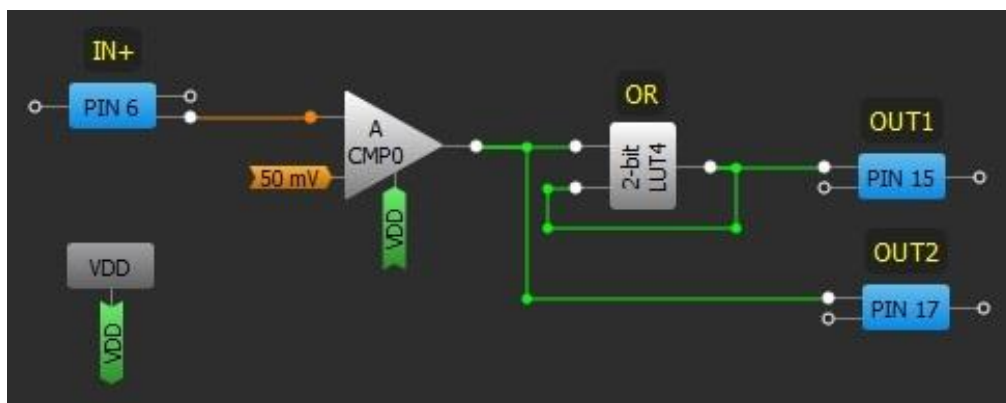 IN+
PIN 6
A
CMP0
50 mV
VDD
OR
2-bit
LUT4
OUT1
PIN 15
OUT2
PIN 17
VDD
VDD